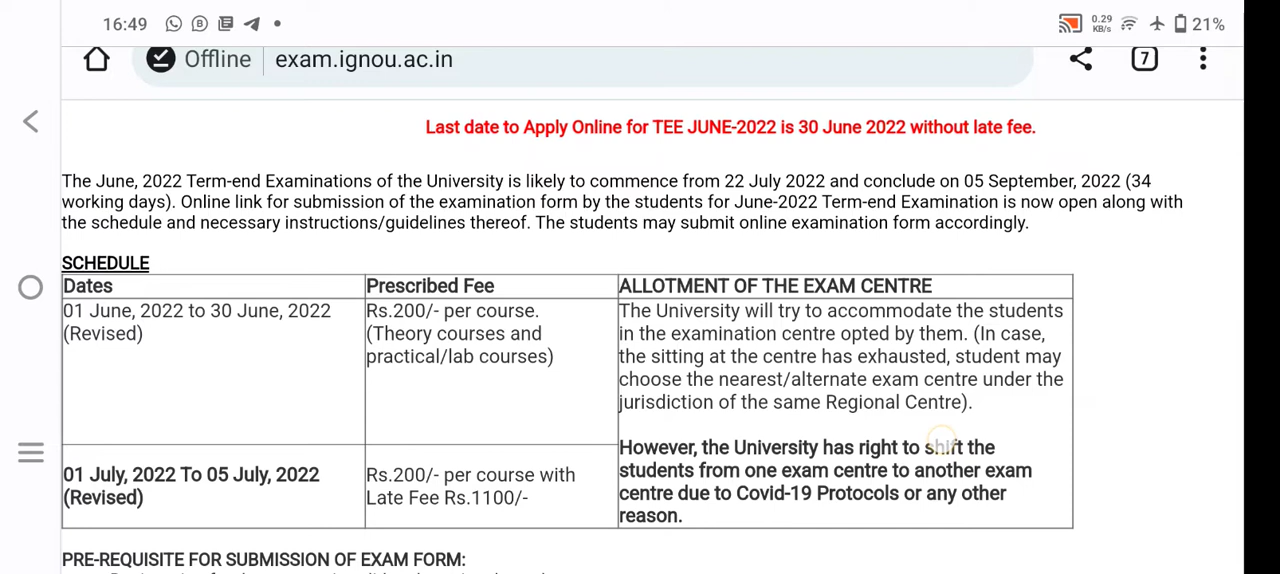 16:49
0.29 KB/s
21%
Offline exam.ignou.ac.in
7
Last date to Apply Online for TEE JUNE-2022 is 30 June 2022 without late fee.
The June, 2022 Term-end Examinations of the University is likely to commence from 22 July 2022 and conclude on 05 September, 2022 (34
working days). Online link for submission of the examination form by the students for June-2022 Term-end Examination is now open along with
the schedule and necessary instructions/guidelines thereof. The students may submit online examination form accordingly.
SCHEDULE
Dates
Prescribed Fee
ALLOTMENT OF THE EXAM CENTRE
01 June, 2022 to 30 June, 2022
(Revised)
Rs.200/- per course.
(Theory courses and
practical/lab courses)
The University will try to accommodate the students
in the examination centre opted by them. (In case,
the sitting at the centre has exhausted, student may
choose the nearest/alternate exam centre under the
jurisdiction of the same Regional Centre).
However, the University has right to shift the
students from one exam centre to another exam
centre due to Covid-19 Protocols or any other
reason.
01 July, 2022 To 05 July, 2022
(Revised)
Rs.200/- per course with
Late Fee Rs.1100/-
PRE-REQUISITE FOR SUBMISSION OF EXAM FORM: